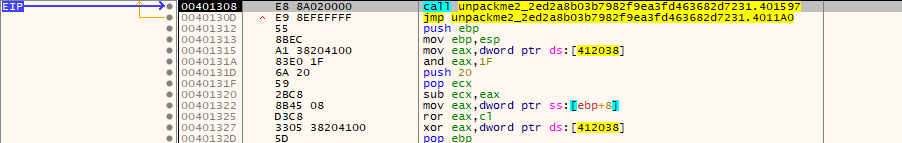 EIP 00401308 E8 8A020000 call unpackme2_2ed2a8b03b7982f9ea3fd463682d7231.401597
0040130D ^ E9 8EFEFFFF jmp unpackme2_2ed2a8b03b7982f9ea3fd463682d7231.4011A0
00401312 55 push ebp
00401313 8BEC mov ebp,esp
00401315 A1 38204100 mov eax,dword ptr ds:[412038]
0040131A 83E0 1F and eax,1F
0040131D 6A 20 push 20
0040131F 59 pop ecx
00401320 2BC8 sub ecx,eax
00401322 8B45 08 mov eax,dword ptr ss:[ebp+8]
00401325 D3C8 ror eax,cl
00401327 3305 38204100 xor eax,dword ptr ds:[412038]
0040132D 5D pop ebp